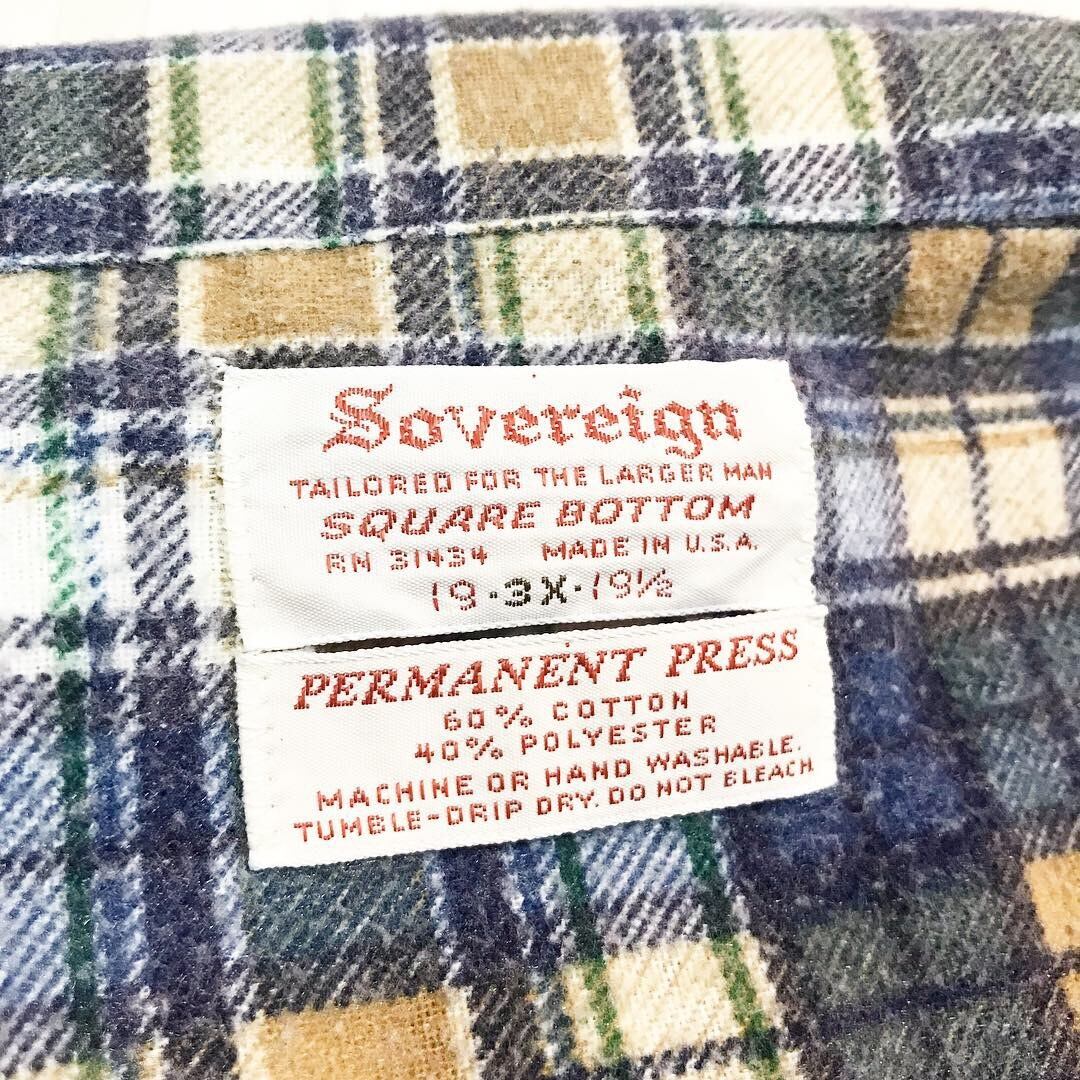 Sovereign
TAILORED FOR THE LARGER MAN
SQUARE BOTTOM
RN 31434 MADE IN U.S.A.
19 · 3X · 19½
PERMANENT PRESS
60% COTTON
40% POLYESTER
MACHINE OR HAND WASHABLE.
TUMBLE-DRIP DRY. DO NOT BLEACH